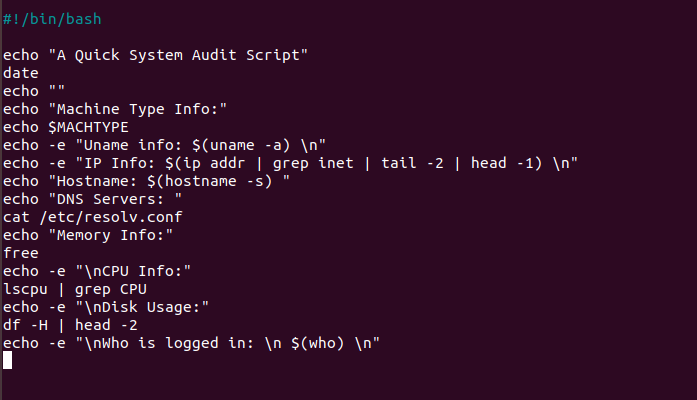 #!/bin/bash
echo "A Quick System Audit Script"
date
echo ""
echo "Machine Type Info:"
echo $MACHTYPE
echo -e "Uname info: $(uname -a) \n"
echo -e "IP Info: $(ip addr | grep inet | tail -2 | head -1) \n"
echo "Hostname: $(hostname -s) "
echo "DNS Servers: "
cat /etc/resolv.conf
echo "Memory Info:"
free
echo -e "\nCPU Info:"
lscpu | grep CPU
echo -e "\nDisk Usage:"
df -H | head -2
echo -e "\nWho is logged in: \n $(who) \n"